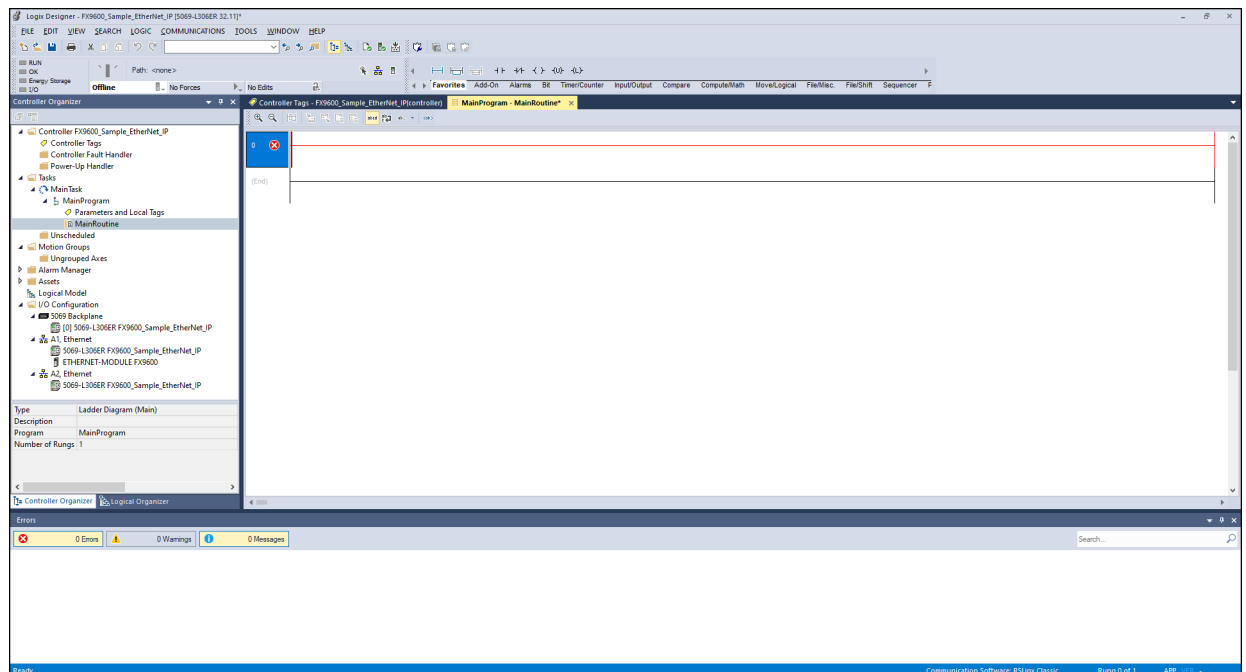 Logix Designer - FX9600_Sample_EtherNet_IP [5069-L306ER 32.11]*
FILE EDIT VIEW SEARCH LOGIC COMMUNICATIONS TOOLS WINDOW HELP
RUN
OK
Energy Storage
I/O
Path: <none>
Offline
No Forces
No Edits
Favorites Add-On Alarms Bit Timer/Counter Input/Output Compare Compute/Math Move/Logical File/Misc. File/Shift Sequencer
Controller Organizer
Controller Tags - FX9600_Sample_EtherNet_IP(controller)
MainProgram - MainRoutine*
Controller FX9600_Sample_EtherNet_IP
Controller Tags
Controller Fault Handler
Power-Up Handler
Tasks
MainTask
MainProgram
Parameters and Local Tags
MainRoutine
Unscheduled
Motion Groups
Ungrouped Axes
Alarm Manager
Assets
Logical Model
I/O Configuration
5069 Backplane
[0] 5069-L306ER FX9600_Sample_EtherNet_IP
A1, Ethernet
5069-L306ER FX9600_Sample_EtherNet_IP
ETHERNET-MODULE FX9600
A2, Ethernet
5069-L306ER FX9600_Sample_EtherNet_IP
0
(End)
Type Ladder Diagram (Main)
Description
Program MainProgram
Number of Rungs 1
Controller Organizer
Logical Organizer
Errors
0 Errors
0 Warnings
0 Messages
Search...
Ready
Communication Software: RSLinx Classic
Rung 0 of 1
APP VER